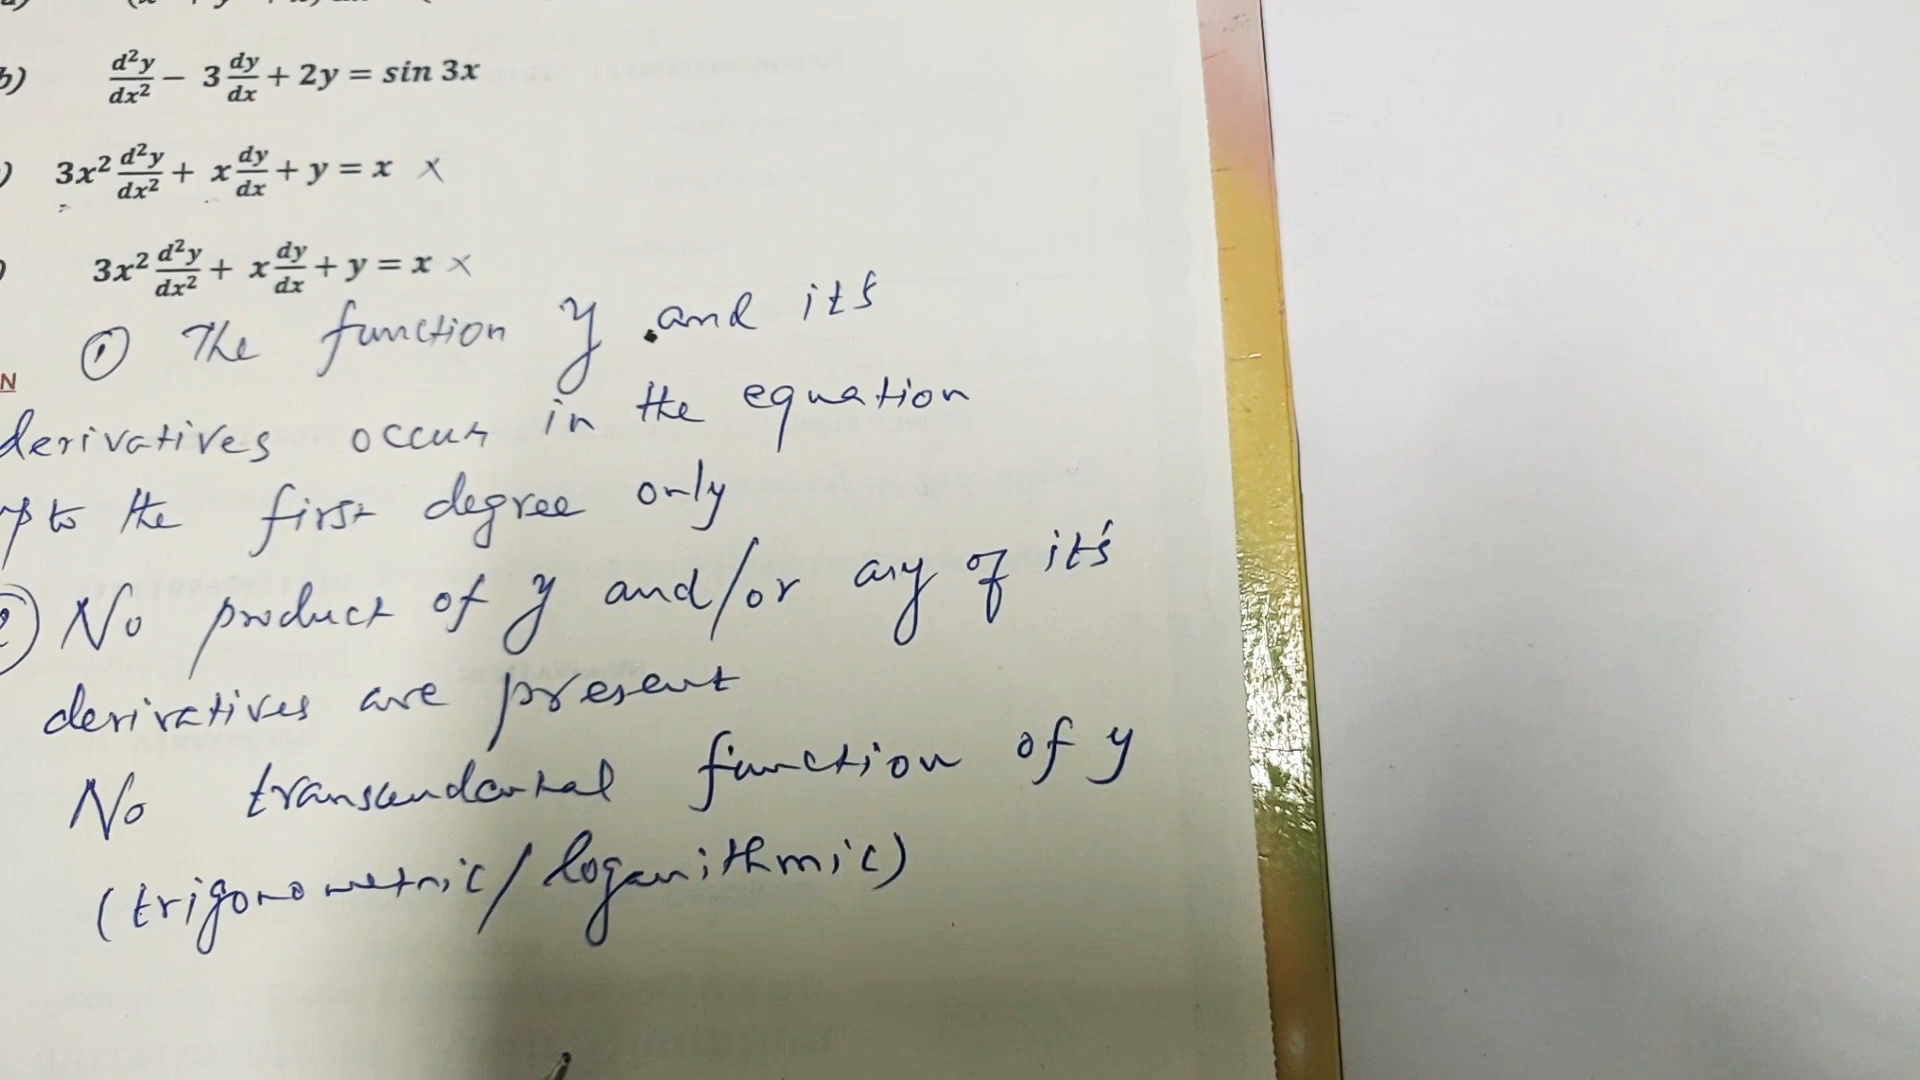 b) d²y/dx² − 3 dy/dx + 2y = sin 3x
) 3x² d²y/dx² + x dy/dx + y = x ×
) 3x² d²y/dx² + x dy/dx + y = x ×
① The function y and its
N
derivatives occur in the equation
up to the first degree only
② No product of y and/or any of it's
derivatives are present
No transcendental function of y
(trigonometric/logarithmic)